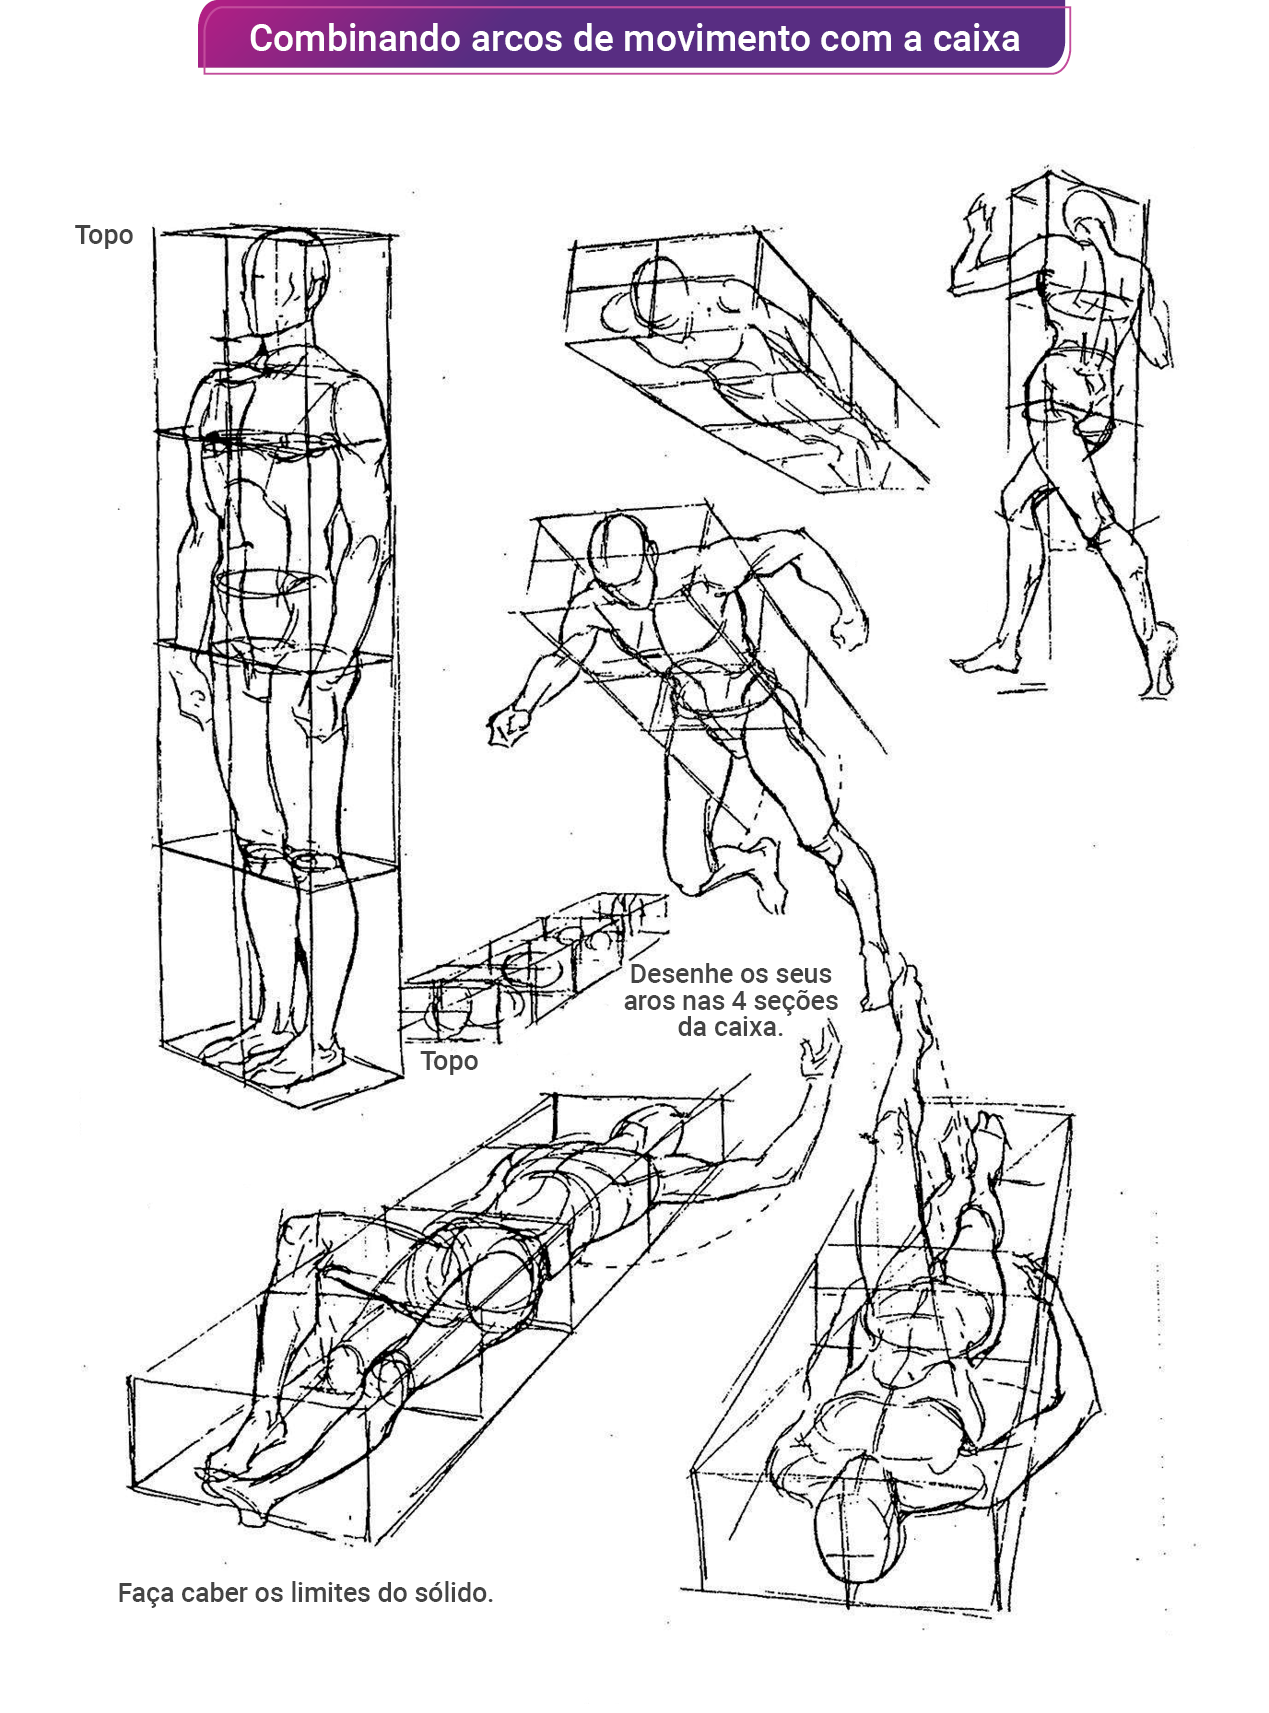 Combinando arcos de movimento com a caixa
Topo
Desenhe os seus
aros nas 4 seções
da caixa.
Topo
Faça caber os limites do sólido.